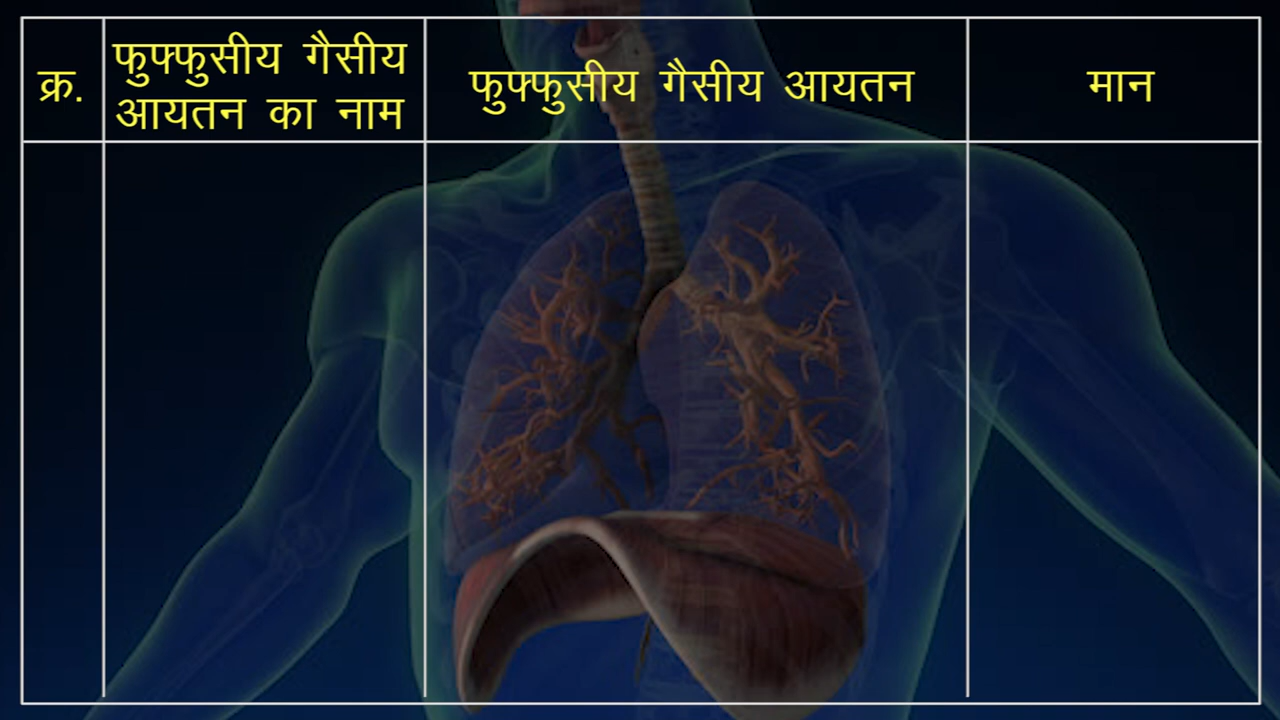 क्र.
फुफ्फुसीय गैसीय
आयतन का नाम
फुफ्फुसीय गैसीय आयतन
मान